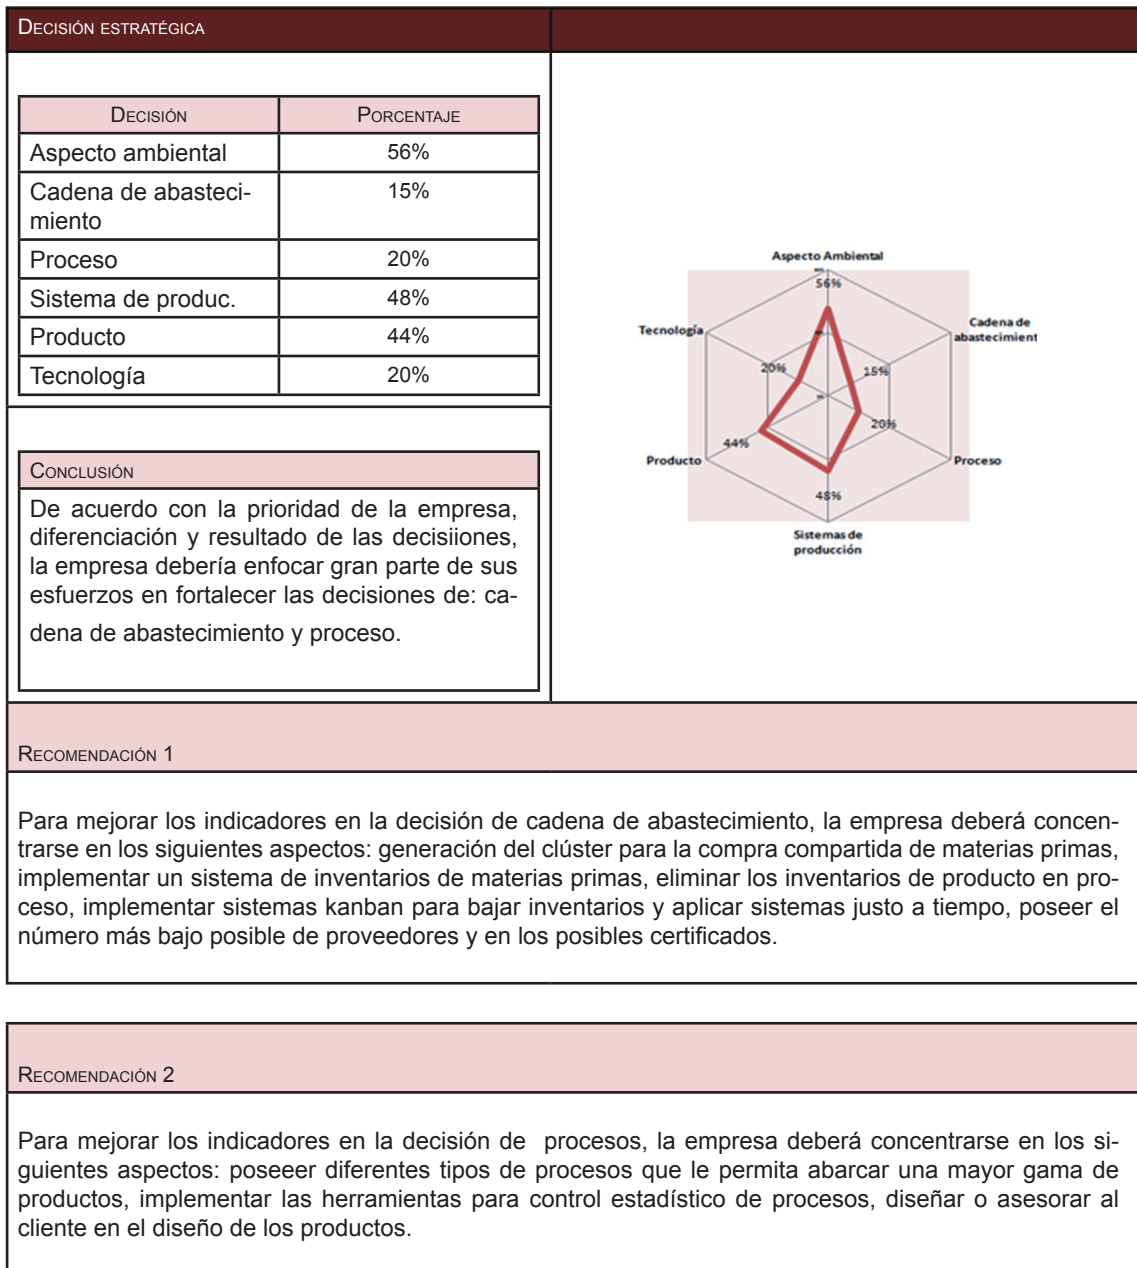 Decisión estratégica
Decisión Porcentaje
Aspecto ambiental 56%
Cadena de abasteci- 15%
miento
Proceso 20%
Sistema de produc. 48%
Producto 44%
Tecnología 20%
Conclusión
De acuerdo con la prioridad de la empresa,
diferenciación y resultado de las decisiiones,
la empresa debería enfocar gran parte de sus
esfuerzos en fortalecer las decisiones de: ca-
dena de abastecimiento y proceso.
Aspecto Ambiental
56%
Tecnología
Cadena de
abastecimient
20%
15%
20%
44%
Producto
Proceso
48%
Sistemas de
producción
Recomendación 1
Para mejorar los indicadores en la decisión de cadena de abastecimiento, la empresa deberá concen-
trarse en los siguientes aspectos: generación del clúster para la compra compartida de materias primas,
implementar un sistema de inventarios de materias primas, eliminar los inventarios de producto en pro-
ceso, implementar sistemas kanban para bajar inventarios y aplicar sistemas justo a tiempo, poseer el
número más bajo posible de proveedores y en los posibles certificados.
Recomendación 2
Para mejorar los indicadores en la decisión de procesos, la empresa deberá concentrarse en los si-
guientes aspectos: poseeer diferentes tipos de procesos que le permita abarcar una mayor gama de
productos, implementar las herramientas para control estadístico de procesos, diseñar o asesorar al
cliente en el diseño de los productos.